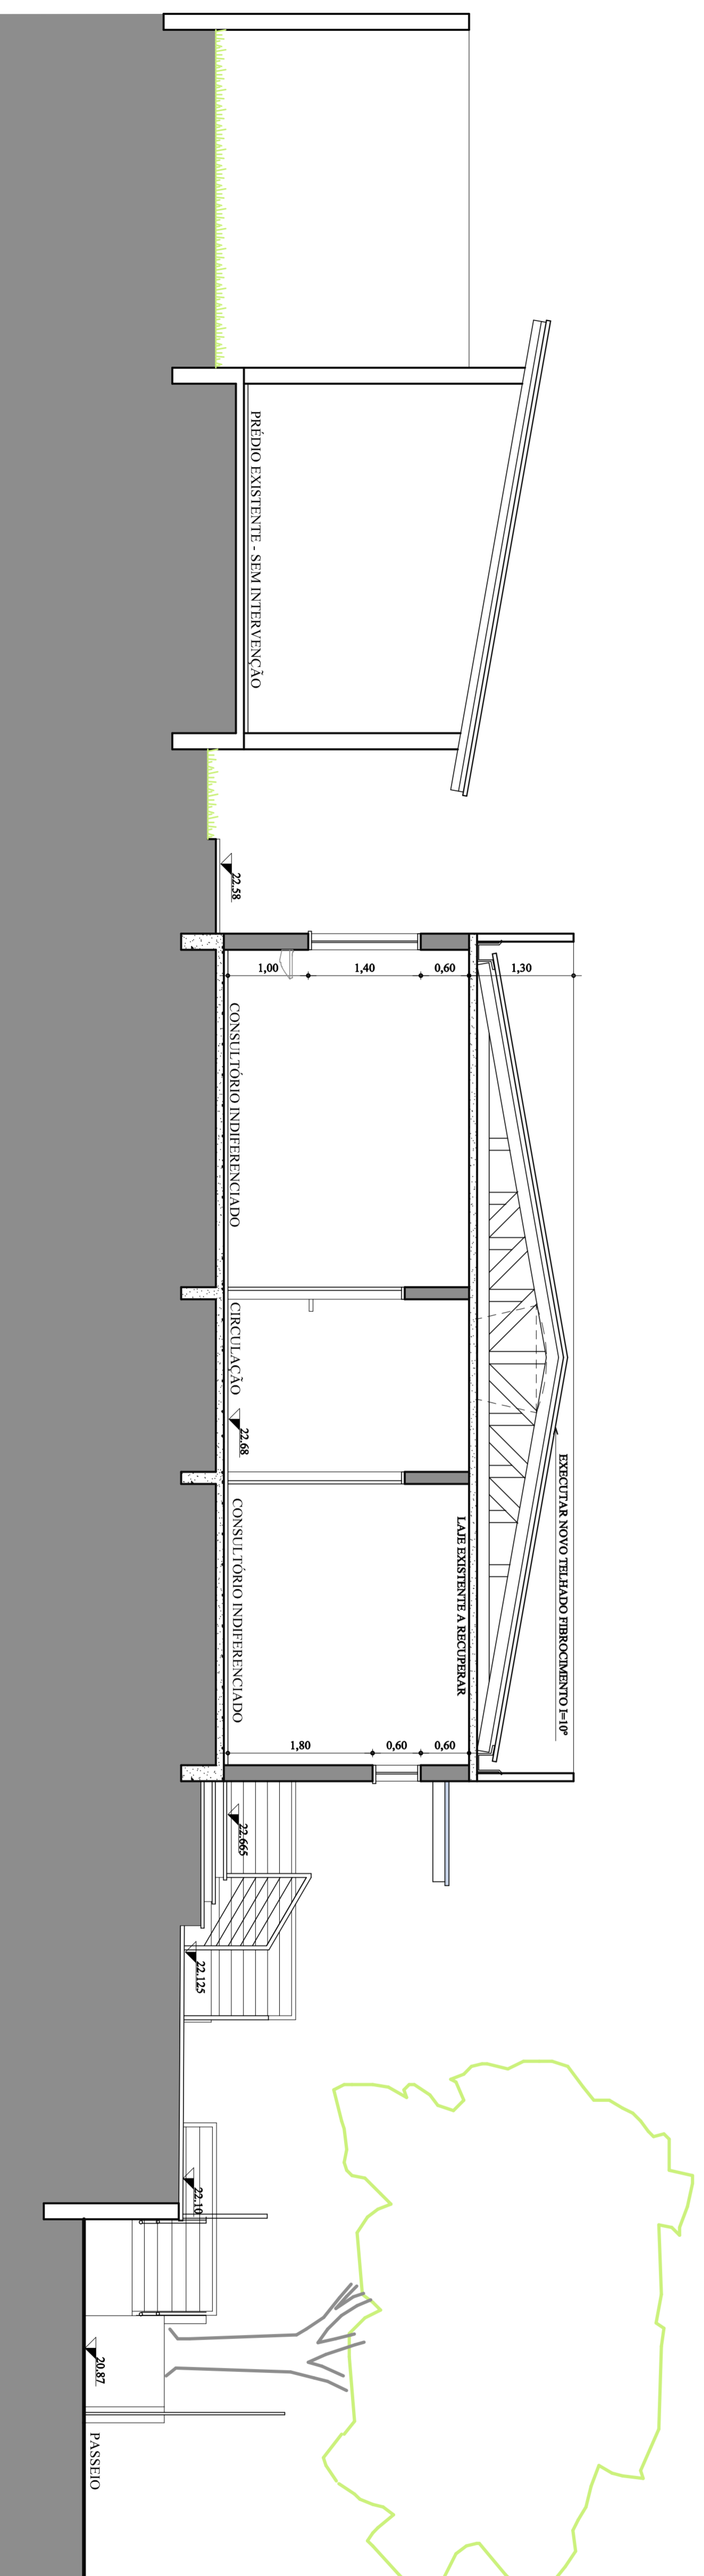 PRÉDIO EXISTENTE - SEM INTERVENÇÃO
22.58
1,00
1,40
0,60
1,30
CONSULTÓRIO INDIFERENCIADO
CIRCULAÇÃO
22.68
EXECUTAR NOVO TELHADO FIBROCIMENTO I=10º
LAJE EXISTENTE A RECUPERAR
CONSULTÓRIO INDIFERENCIADO
1,80
0,60
0,60
22.665
22.125
22.10
20.87
PASSEIO